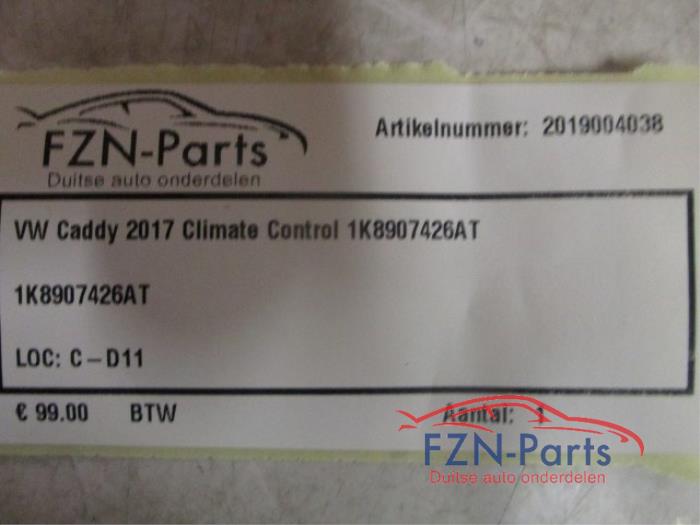 FZN-Parts
Duitse auto onderdelen
Artikelnummer: 2019004038
VW Caddy 2017 Climate Control 1K8907426AT
1K8907426AT
LOC: C-D11
€ 99.00 BTW Aantal: 1
FZN-Parts
Duitse auto onderdelen